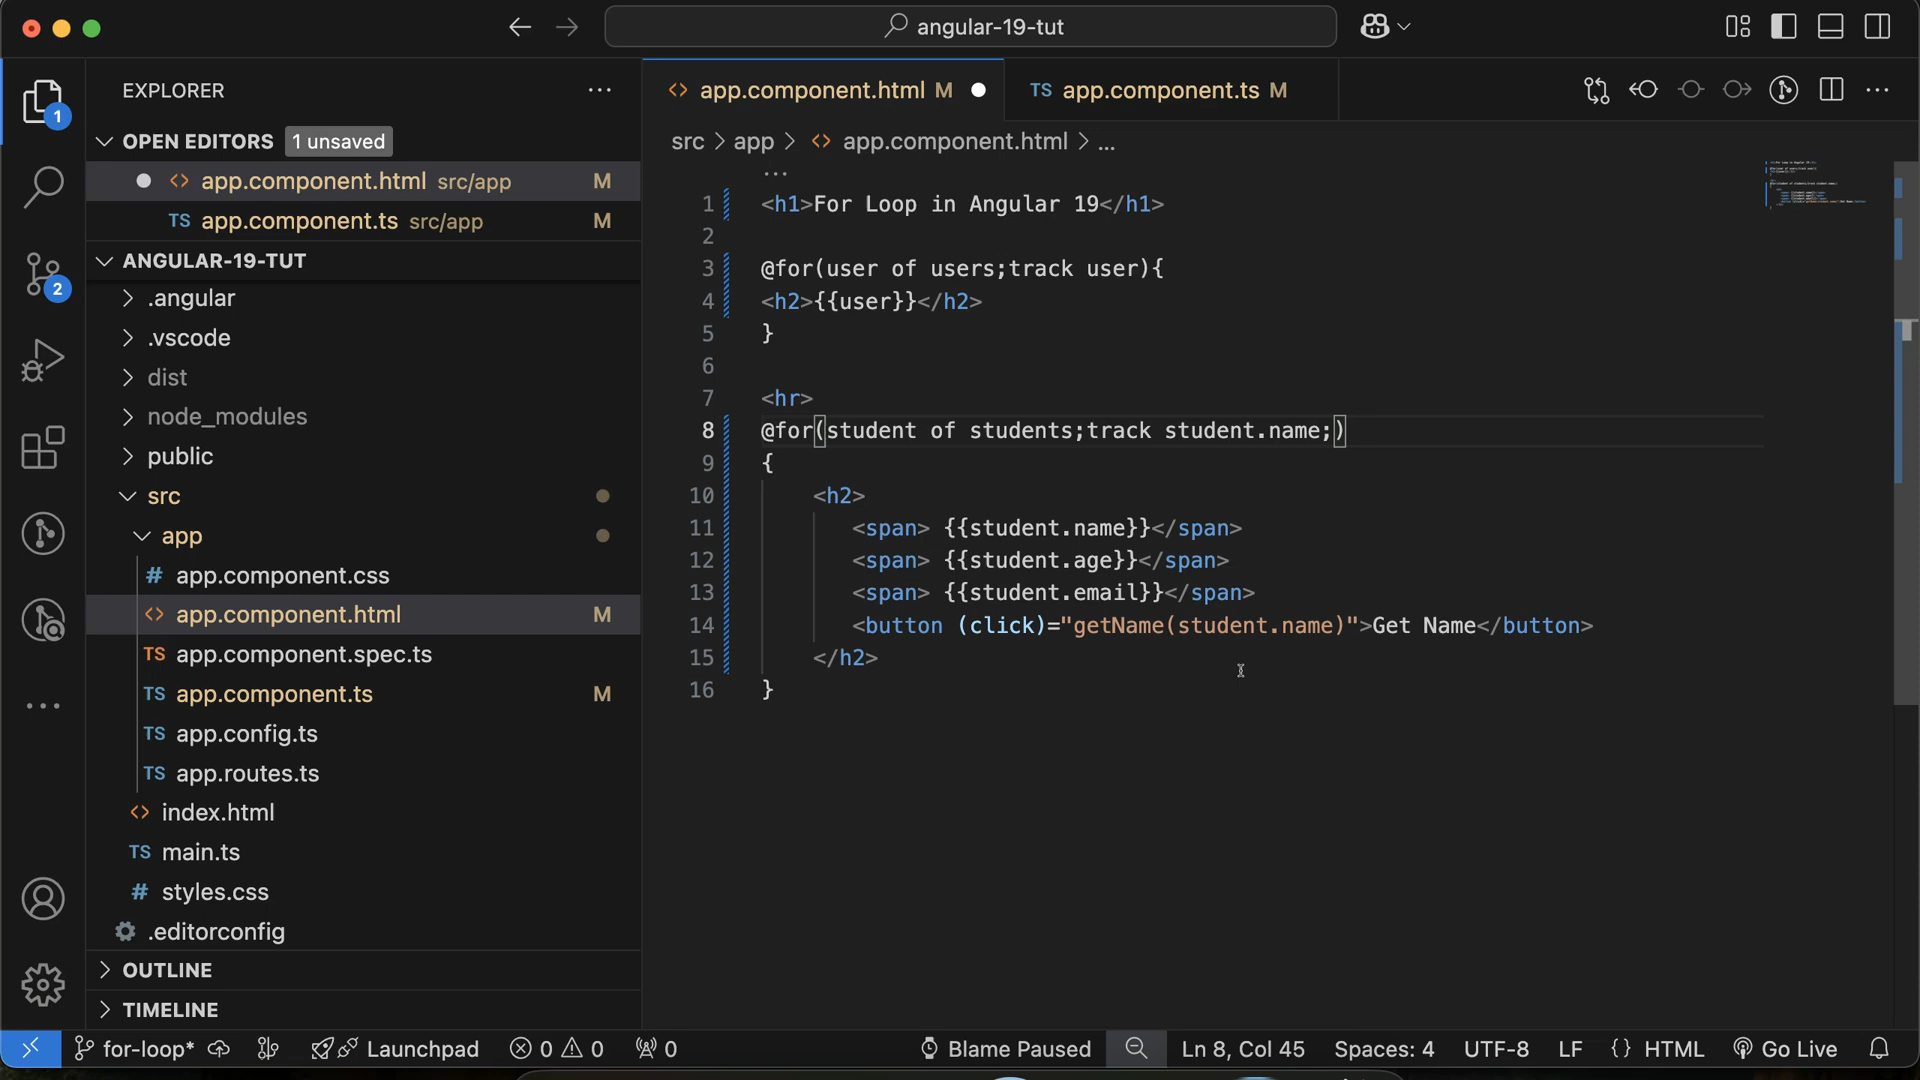 angular-19-tut
EXPLORER
OPEN EDITORS 1 unsaved
app.component.html src/app M
TS app.component.ts src/app M
ANGULAR-19-TUT
.angular
.vscode
dist
node_modules
public
src
app
# app.component.css
<> app.component.html M
TS app.component.spec.ts
TS app.component.ts M
TS app.config.ts
TS app.routes.ts
<> index.html
TS main.ts
# styles.css
.editorconfig
OUTLINE
TIMELINE
1
2
<> app.component.html M
TS app.component.ts M
src > app > <> app.component.html > ...
...
1 <h1>For Loop in Angular 19</h1>
2
3 @for(user of users;track user){
4 <h2>{{user}}</h2>
5 }
6
7 <hr>
8 @for(student of students;track student.name;)
9 {
10 <h2>
11 <span> {{student.name}}</span>
12 <span> {{student.age}}</span>
13 <span> {{student.email}}</span>
14 <button (click)="getName(student.name)">Get Name</button>
15 </h2>
16 }
for-loop* Launchpad 0 0 0 Blame Paused Ln 8, Col 45 Spaces: 4 UTF-8 LF {} HTML Go Live